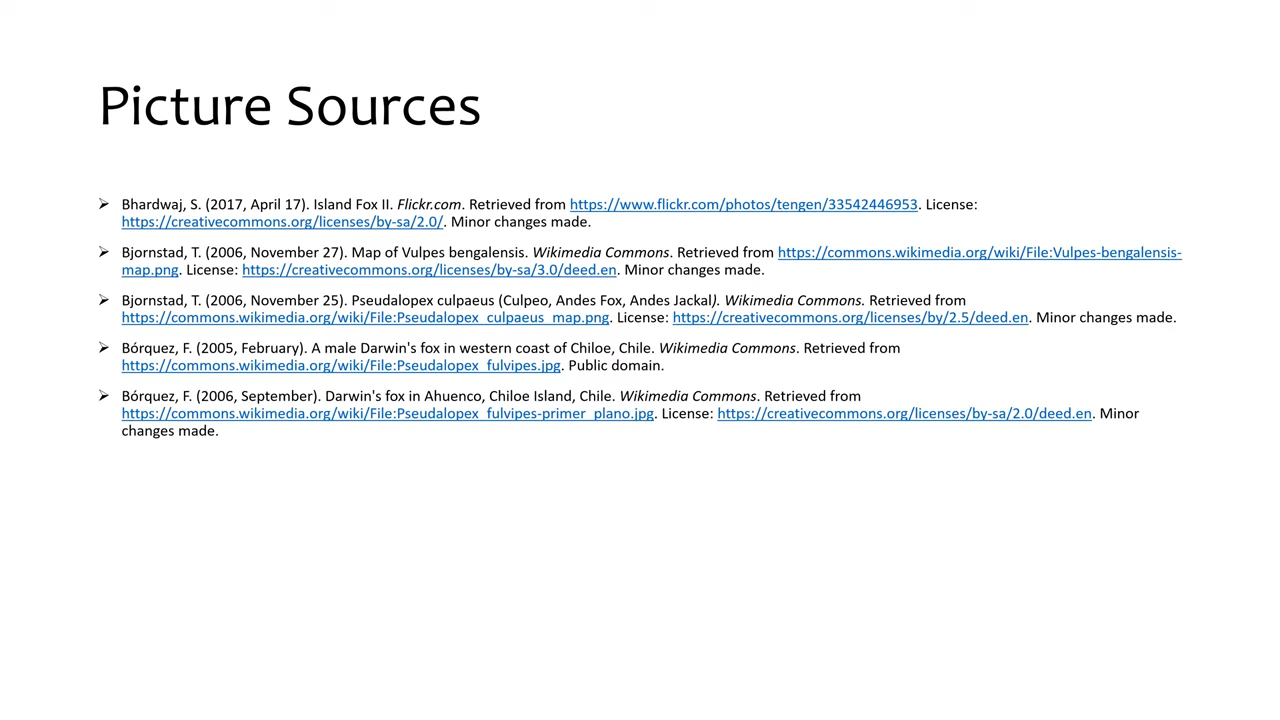 Picture Sources
➢ Bhardwaj, S. (2017, April 17). Island Fox II. Flickr.com. Retrieved from https://www.flickr.com/photos/tengen/33542446953. License:
https://creativecommons.org/licenses/by-sa/2.0/. Minor changes made.
➢ Bjornstad, T. (2006, November 27). Map of Vulpes bengalensis. Wikimedia Commons. Retrieved from https://commons.wikimedia.org/wiki/File:Vulpes-bengalensis-
map.png. License: https://creativecommons.org/licenses/by-sa/3.0/deed.en. Minor changes made.
➢ Bjornstad, T. (2006, November 25). Pseudalopex culpaeus (Culpeo, Andes Fox, Andes Jackal). Wikimedia Commons. Retrieved from
https://commons.wikimedia.org/wiki/File:Pseudalopex_culpaeus_map.png. License: https://creativecommons.org/licenses/by/2.5/deed.en. Minor changes made.
➢ Bórquez, F. (2005, February). A male Darwin's fox in western coast of Chiloe, Chile. Wikimedia Commons. Retrieved from
https://commons.wikimedia.org/wiki/File:Pseudalopex_fulvipes.jpg. Public domain.
➢ Bórquez, F. (2006, September). Darwin's fox in Ahuenco, Chiloe Island, Chile. Wikimedia Commons. Retrieved from
https://commons.wikimedia.org/wiki/File:Pseudalopex_fulvipes-primer_plano.jpg. License: https://creativecommons.org/licenses/by-sa/2.0/deed.en. Minor
changes made.